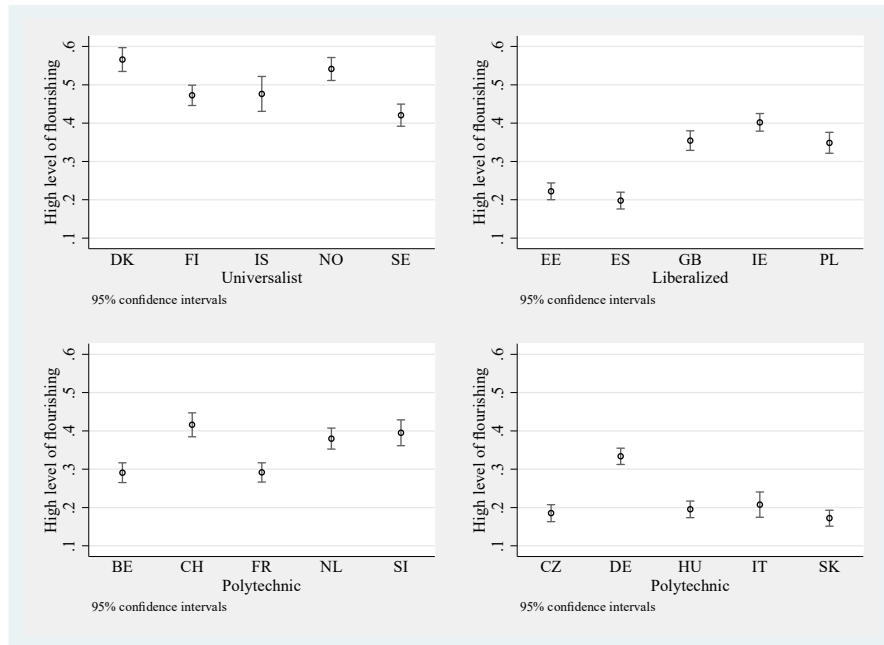 High level of flourishing
.6
.5
.4
.3
.2
.1
DK FI IS NO SE
Universalist
95% confidence intervals
High level of flourishing
.6
.5
.4
.3
.2
.1
EE ES GB IE PL
Liberalized
95% confidence intervals
High level of flourishing
.6
.5
.4
.3
.2
.1
BE CH FR NL SI
Polytechnic
95% confidence intervals
High level of flourishing
.6
.5
.4
.3
.2
.1
CZ DE HU IT SK
Polytechnic
95% confidence intervals